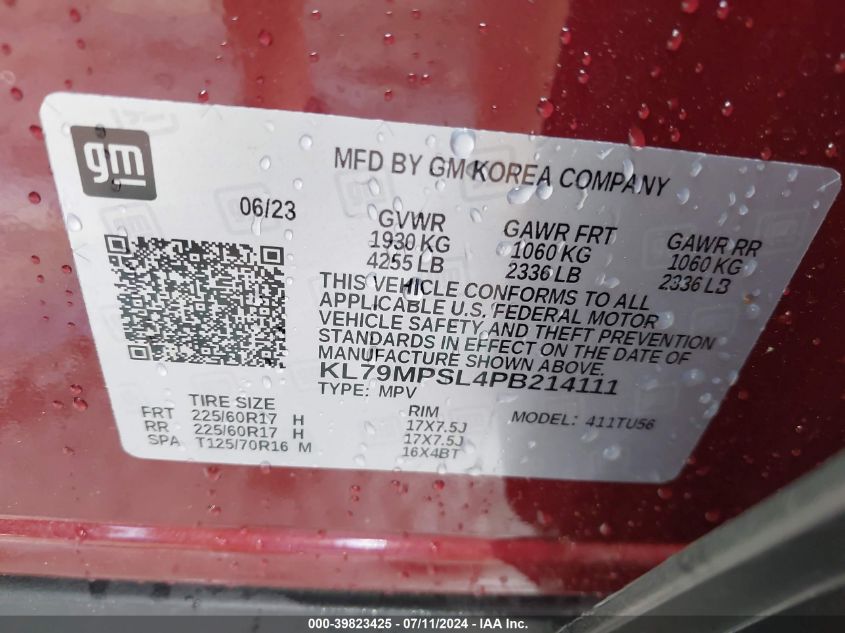 gm
MFD BY GM KOREA COMPANY
06/23
GVWR GAWR FRT GAWR RR
1930 KG 1060 KG 1060 KG
4255 LB 2336 LB 2336 LB
THIS VEHICLE CONFORMS TO ALL
APPLICABLE U.S. FEDERAL MOTOR
VEHICLE SAFETY AND THEFT PREVENTION
STANDARDS IN EFFECT ON THE DATE OF
MANUFACTURE SHOWN ABOVE.
KL79MPSL4PB214111
TYPE: MPV
MODEL: 411TU56
TIRE SIZE RIM
FRT 225/60R17 H 17X7.5J
RR 225/60R17 H 17X7.5J
SPA T125/70R16 M 16X4BT
000-39823425 - 07/11/2024 - IAA Inc.